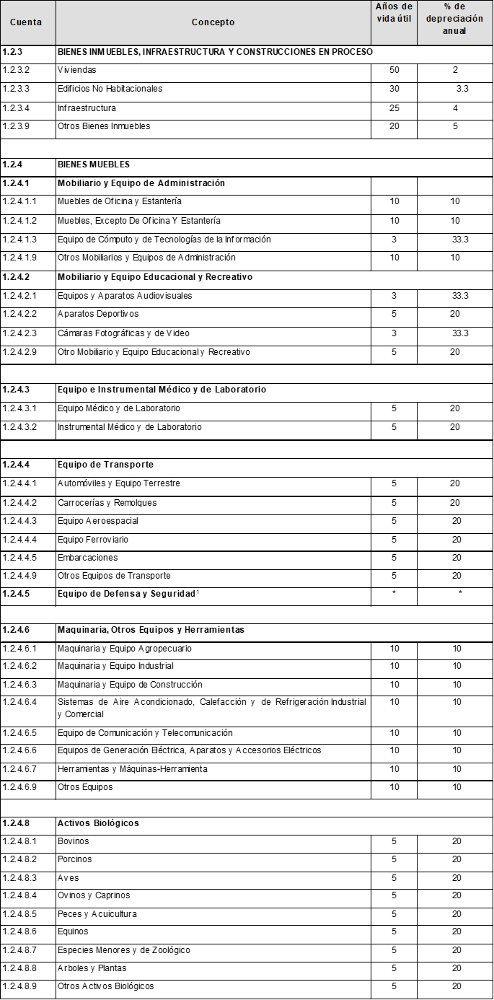 Cuenta Concepto Años de vida útil % de depreciación anual
1.2.3 BIENES INMUEBLES, INFRAESTRUCTURA Y CONSTRUCCIONES EN PROCESO
1.2.3.2 Viviendas 50 2
1.2.3.3 Edificios No Habitacionales 30 3.3
1.2.3.4 Infraestructura 25 4
1.2.3.9 Otros Bienes Inmuebles 20 5
1.2.4 BIENES MUEBLES
1.2.4.1 Mobiliario y Equipo de Administración
1.2.4.1.1 Muebles de Oficina y Estantería 10 10
1.2.4.1.2 Muebles, Excepto De Oficina Y Estantería 10 10
1.2.4.1.3 Equipo de Cómputo y de Tecnologías de la Información 3 33.3
1.2.4.1.9 Otros Mobiliarios y Equipos de Administración 10 10
1.2.4.2 Mobiliario y Equipo Educacional y Recreativo
1.2.4.2.1 Equipos y Aparatos Audiovisuales 3 33.3
1.2.4.2.2 Aparatos Deportivos 5 20
1.2.4.2.3 Cámaras Fotográficas y de Video 3 33.3
1.2.4.2.9 Otro Mobiliario y Equipo Educacional y Recreativo 5 20
1.2.4.3 Equipo e Instrumental Médico y de Laboratorio
1.2.4.3.1 Equipo Médico y de Laboratorio 5 20
1.2.4.3.2 Instrumental Médico y de Laboratorio 5 20
1.2.4.4 Equipo de Transporte
1.2.4.4.1 Automóviles y Equipo Terrestre 5 20
1.2.4.4.2 Carrocerías y Remolques 5 20
1.2.4.4.3 Equipo Aeroespacial 5 20
1.2.4.4.4 Equipo Ferroviario 5 20
1.2.4.4.5 Embarcaciones 5 20
1.2.4.4.9 Otros Equipos de Transporte 5 20
1.2.4.5 Equipo de Defensa y Seguridad¹ * *
1.2.4.6 Maquinaria, Otros Equipos y Herramientas
1.2.4.6.1 Maquinaria y Equipo Agropecuario 10 10
1.2.4.6.2 Maquinaria y Equipo Industrial 10 10
1.2.4.6.3 Maquinaria y Equipo de Construcción 10 10
1.2.4.6.4 Sistemas de Aire Acondicionado, Calefacción y de Refrigeración Industrial 10 10
y Comercial
1.2.4.6.5 Equipo de Comunicación y Telecomunicación 10 10
1.2.4.6.6 Equipos de Generación Eléctrica, Aparatos y Accesorios Eléctricos 10 10
1.2.4.6.7 Herramientas y Máquinas-Herramienta 10 10
1.2.4.6.9 Otros Equipos 10 10
1.2.4.8 Activos Biológicos
1.2.4.8.1 Bovinos 5 20
1.2.4.8.2 Porcinos 5 20
1.2.4.8.3 Aves 5 20
1.2.4.8.4 Ovinos y Caprinos 5 20
1.2.4.8.5 Peces y Acuicultura 5 20
1.2.4.8.6 Equinos 5 20
1.2.4.8.7 Especies Menores y de Zoológico 5 20
1.2.4.8.8 Arboles y Plantas 5 20
1.2.4.8.9 Otros Activos Biológicos 5 20